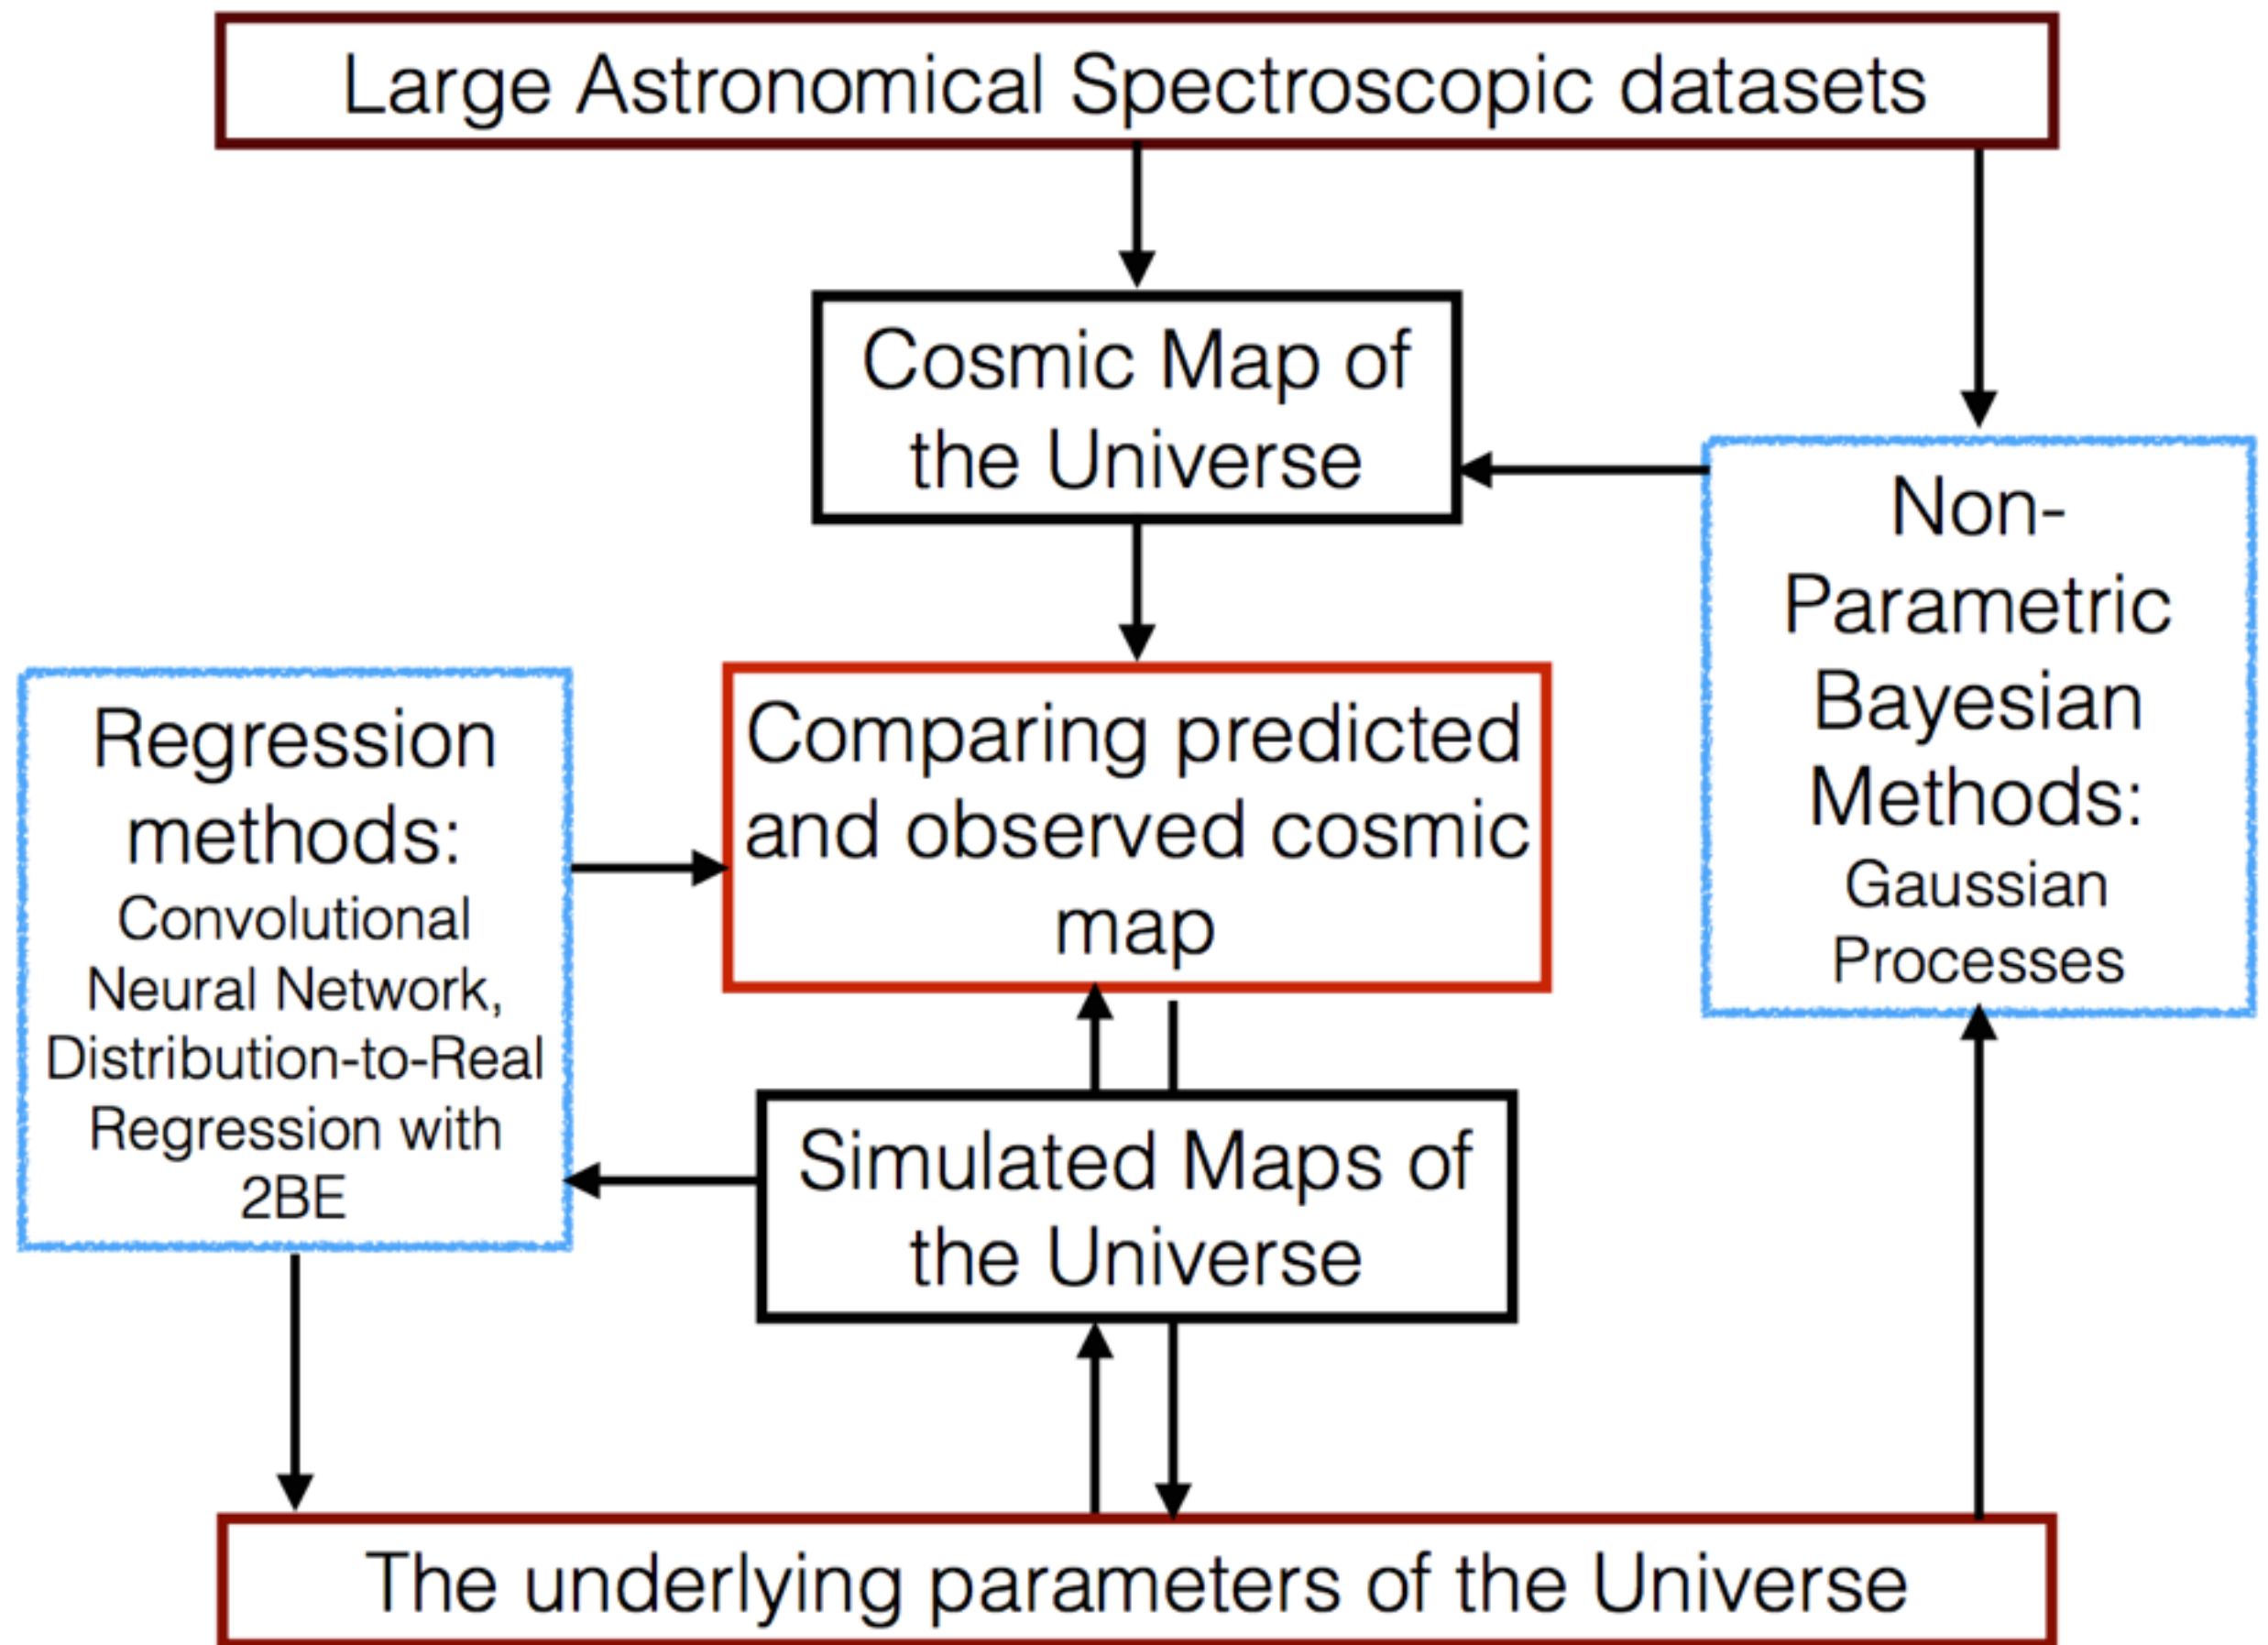 Large Astronomical Spectroscopic datasets
Cosmic Map of
the Universe
Non-
Parametric
Bayesian
Methods:
Gaussian
Processes
Regression
methods:
Convolutional
Neural Network,
Distribution-to-Real
Regression with
2BE
Comparing predicted
and observed cosmic
map
Simulated Maps of
the Universe
The underlying parameters of the Universe